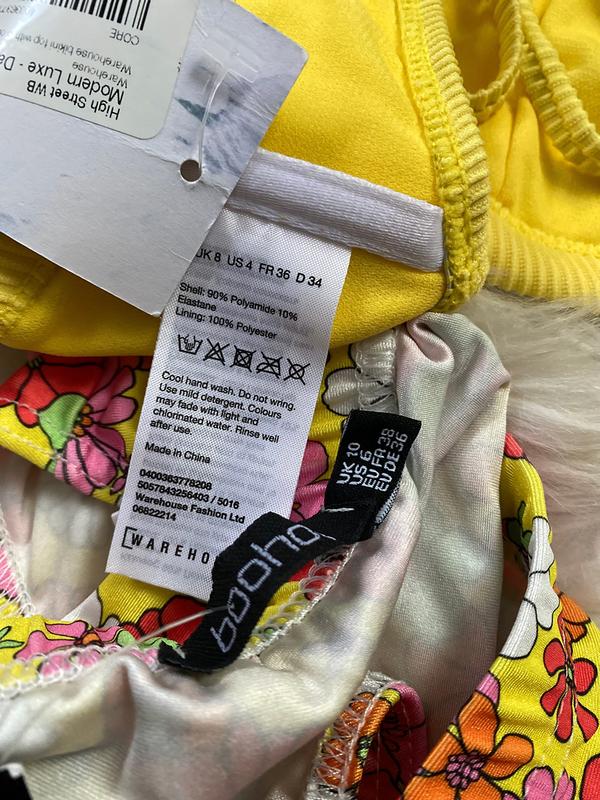 CORE
Warehouse bikini top with
Warehouse
Modern Luxe - Da
High Street WB
UK 8 US 4 FR 36 D 34
Shell: 90% Polyamide 10%
Elastane
Lining: 100% Polyester
Cool hand wash. Do not wring.
Use mild detergent. Colours
may fade with light and
chlorinated water. Rinse well
after use.
Made in China
0400363778208
5057843256403 / 5016
Warehouse Fashion Ltd
06822214
WAREHO
UK 10
US 6
EU FR 38
EU DE 36
boohoo